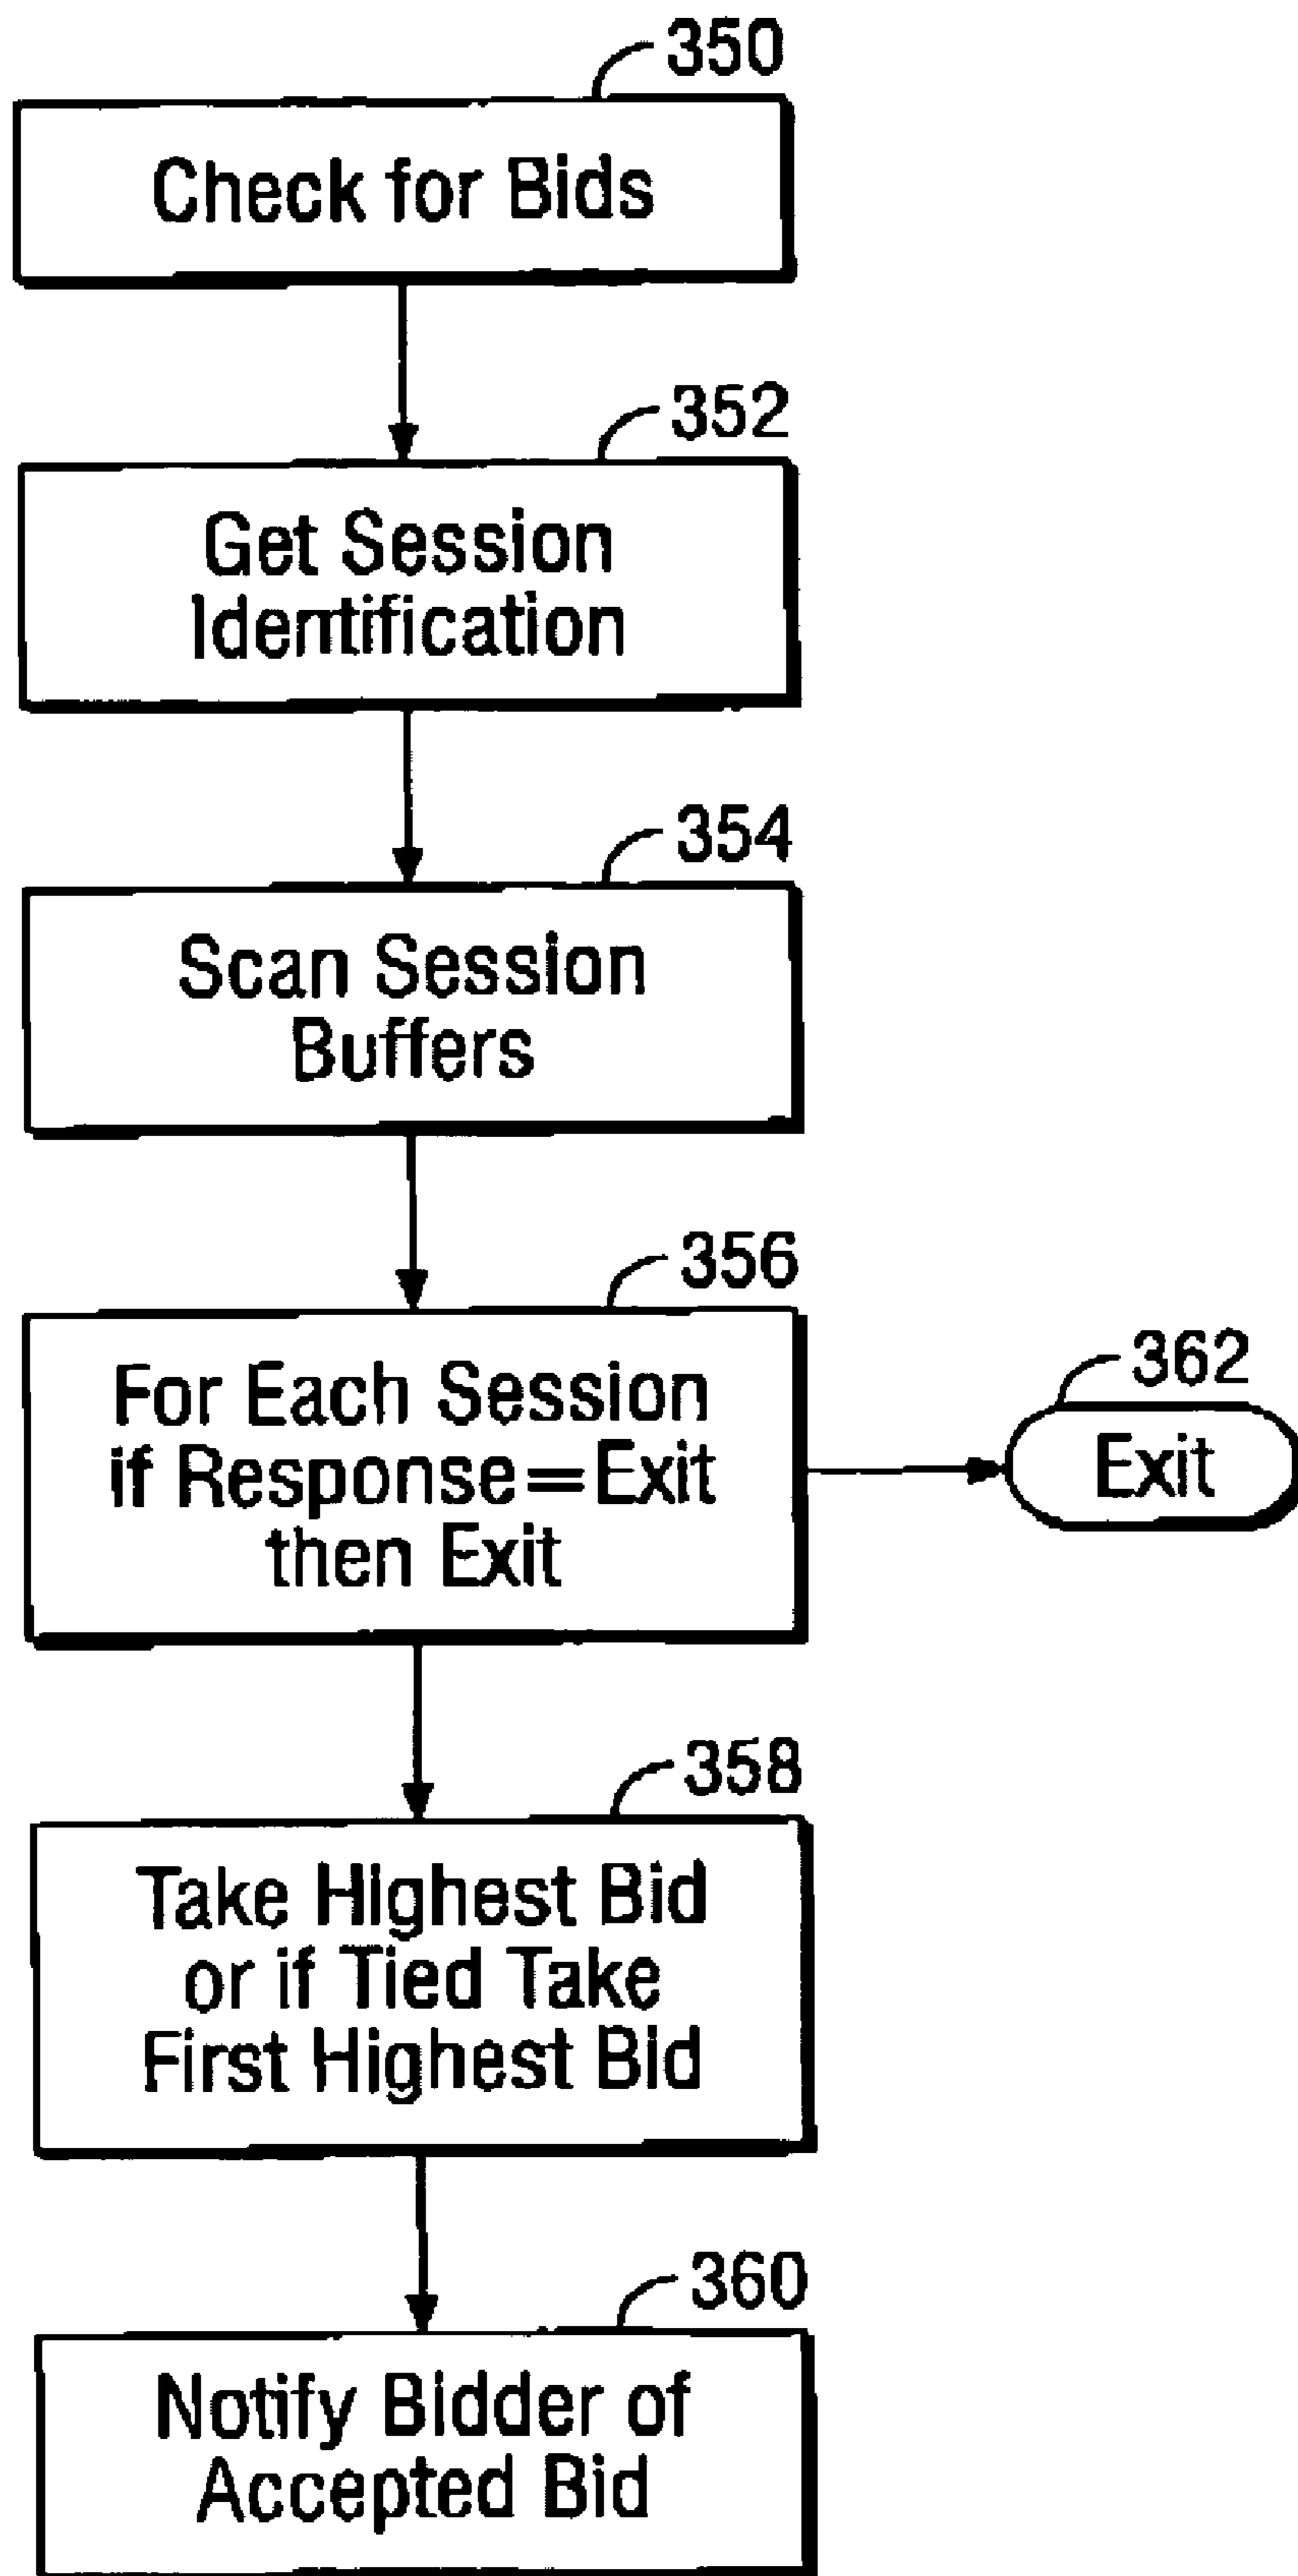 350
Check for Bids
352
Get Session
Identification
354
Scan Session
Buffers
356
For Each Session
if Response=Exit
then Exit
362
Exit
358
Take Highest Bid
or if Tied Take
First Highest Bid
360
Notify Bidder of
Accepted Bid